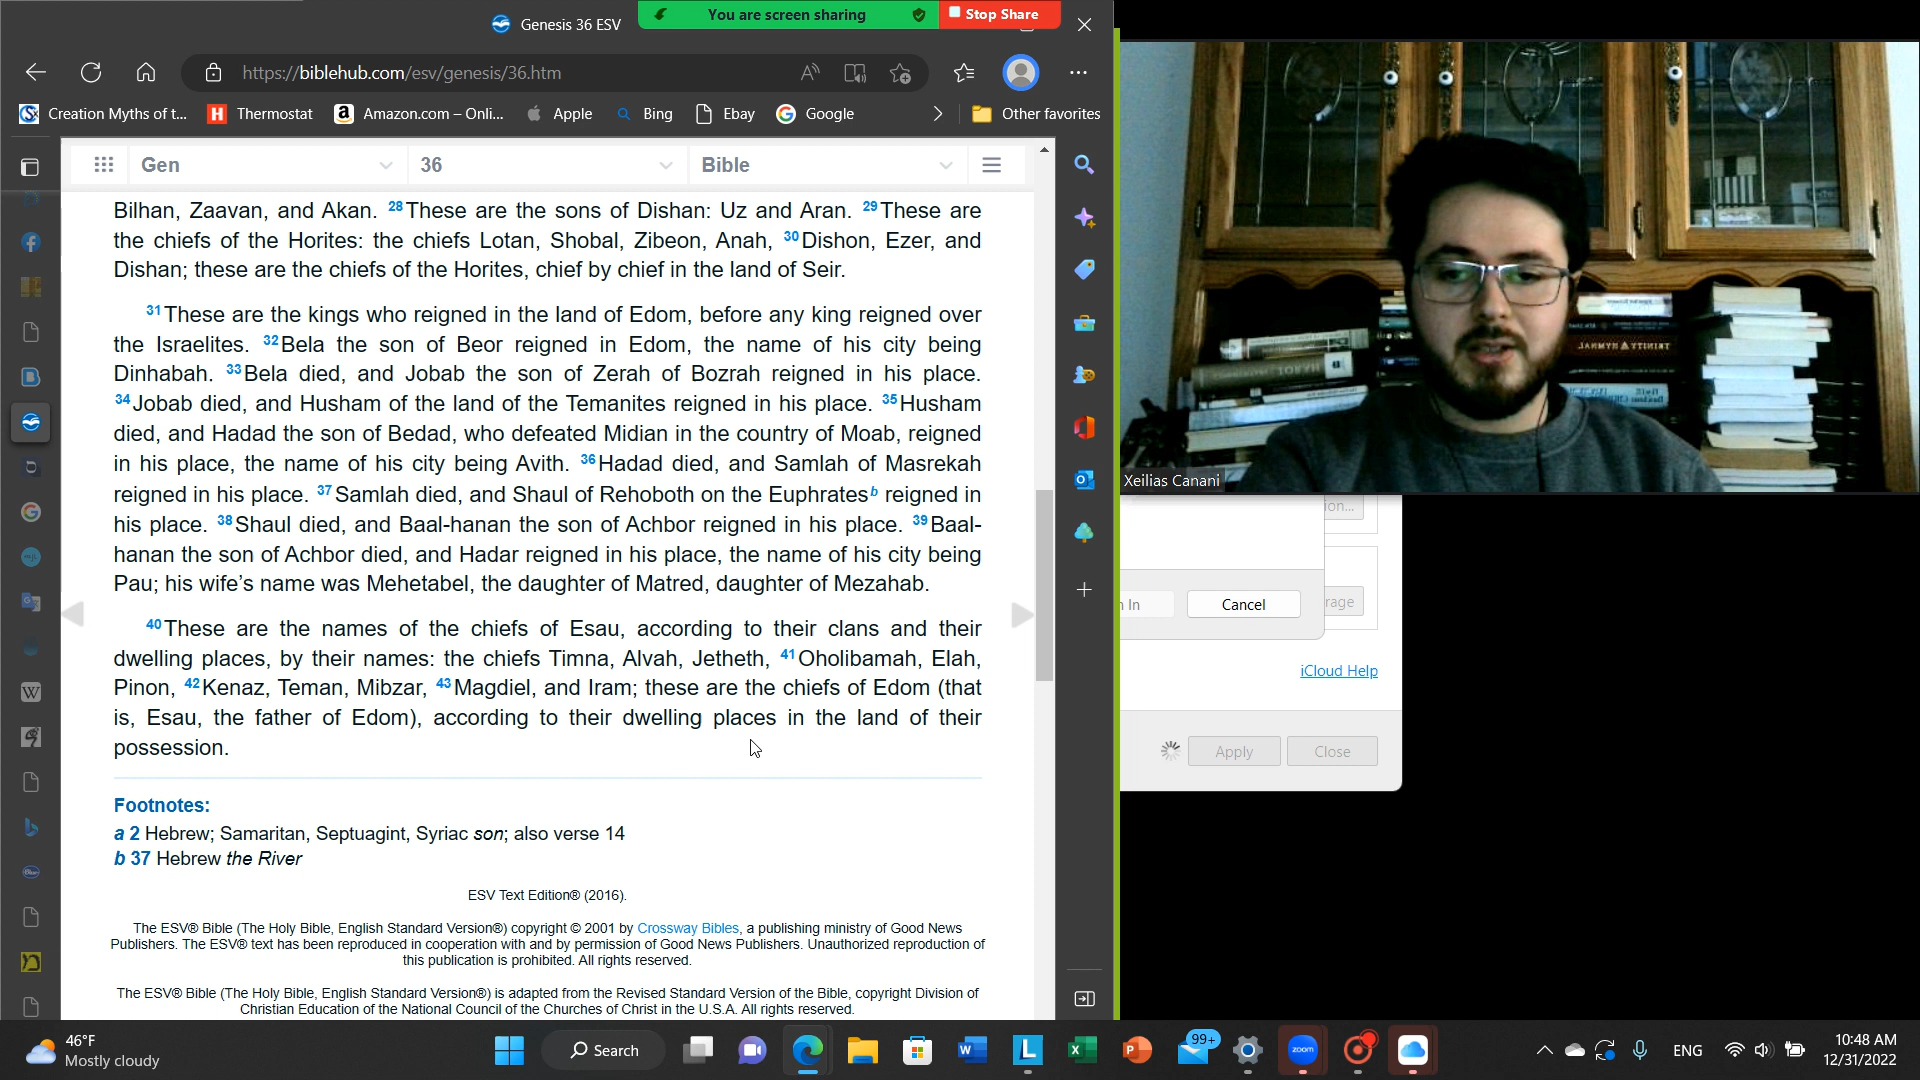 Genesis 36 ESV
You are screen sharing
Stop Share
https://biblehub.com/esv/genesis/36.htm
Creation Myths of t...
Thermostat
Amazon.com – Onli...
Apple
Bing
Ebay
Google
Other favorites
Gen
36
Bible
Bilhan, Zaavan, and Akan. 28 These are the sons of Dishan: Uz and Aran. 29 These are
the chiefs of the Horites: the chiefs Lotan, Shobal, Zibeon, Anah, 30 Dishon, Ezer, and
Dishan; these are the chiefs of the Horites, chief by chief in the land of Seir.
31 These are the kings who reigned in the land of Edom, before any king reigned over
the Israelites. 32 Bela the son of Beor reigned in Edom, the name of his city being
Dinhabah. 33 Bela died, and Jobab the son of Zerah of Bozrah reigned in his place.
34 Jobab died, and Husham of the land of the Temanites reigned in his place. 35 Husham
died, and Hadad the son of Bedad, who defeated Midian in the country of Moab, reigned
in his place, the name of his city being Avith. 36 Hadad died, and Samlah of Masrekah
reigned in his place. 37 Samlah died, and Shaul of Rehoboth on the Euphrates b reigned in
his place. 38 Shaul died, and Baal-hanan the son of Achbor reigned in his place. 39 Baal-
hanan the son of Achbor died, and Hadar reigned in his place, the name of his city being
Pau; his wife's name was Mehetabel, the daughter of Matred, daughter of Mezahab.
40 These are the names of the chiefs of Esau, according to their clans and their
dwelling places, by their names: the chiefs Timna, Alvah, Jetheth, 41 Oholibamah, Elah,
Pinon, 42 Kenaz, Teman, Mibzar, 43 Magdiel, and Iram; these are the chiefs of Edom (that
is, Esau, the father of Edom), according to their dwelling places in the land of their
possession.
Footnotes:
a 2 Hebrew; Samaritan, Septuagint, Syriac son; also verse 14
b 37 Hebrew the River
ESV Text Edition® (2016).
The ESV® Bible (The Holy Bible, English Standard Version®) copyright © 2001 by Crossway Bibles, a publishing ministry of Good News
Publishers. The ESV® text has been reproduced in cooperation with and by permission of Good News Publishers. Unauthorized reproduction of
this publication is prohibited. All rights reserved.
The ESV® Bible (The Holy Bible, English Standard Version®) is adapted from the Revised Standard Version of the Bible, copyright Division of
Christian Education of the National Council of the Churches of Christ in the U.S.A. All rights reserved.
TRINITY HYMNAL
Xeilias Canani
ion...
n In
Cancel
rage
iCloud Help
Apply
Close
46°F
Mostly cloudy
Search
99+
zoom
ENG
10:48 AM
12/31/2022